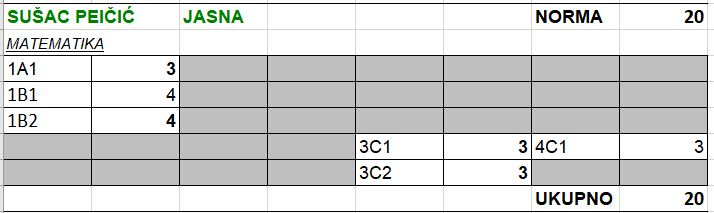 SUŠAC PEIČIĆ JASNA NORMA 20
MATEMATIKA
1A1 3
1B1 4
1B2 4
3C1 3 4C1 3
3C2 3
UKUPNO 20